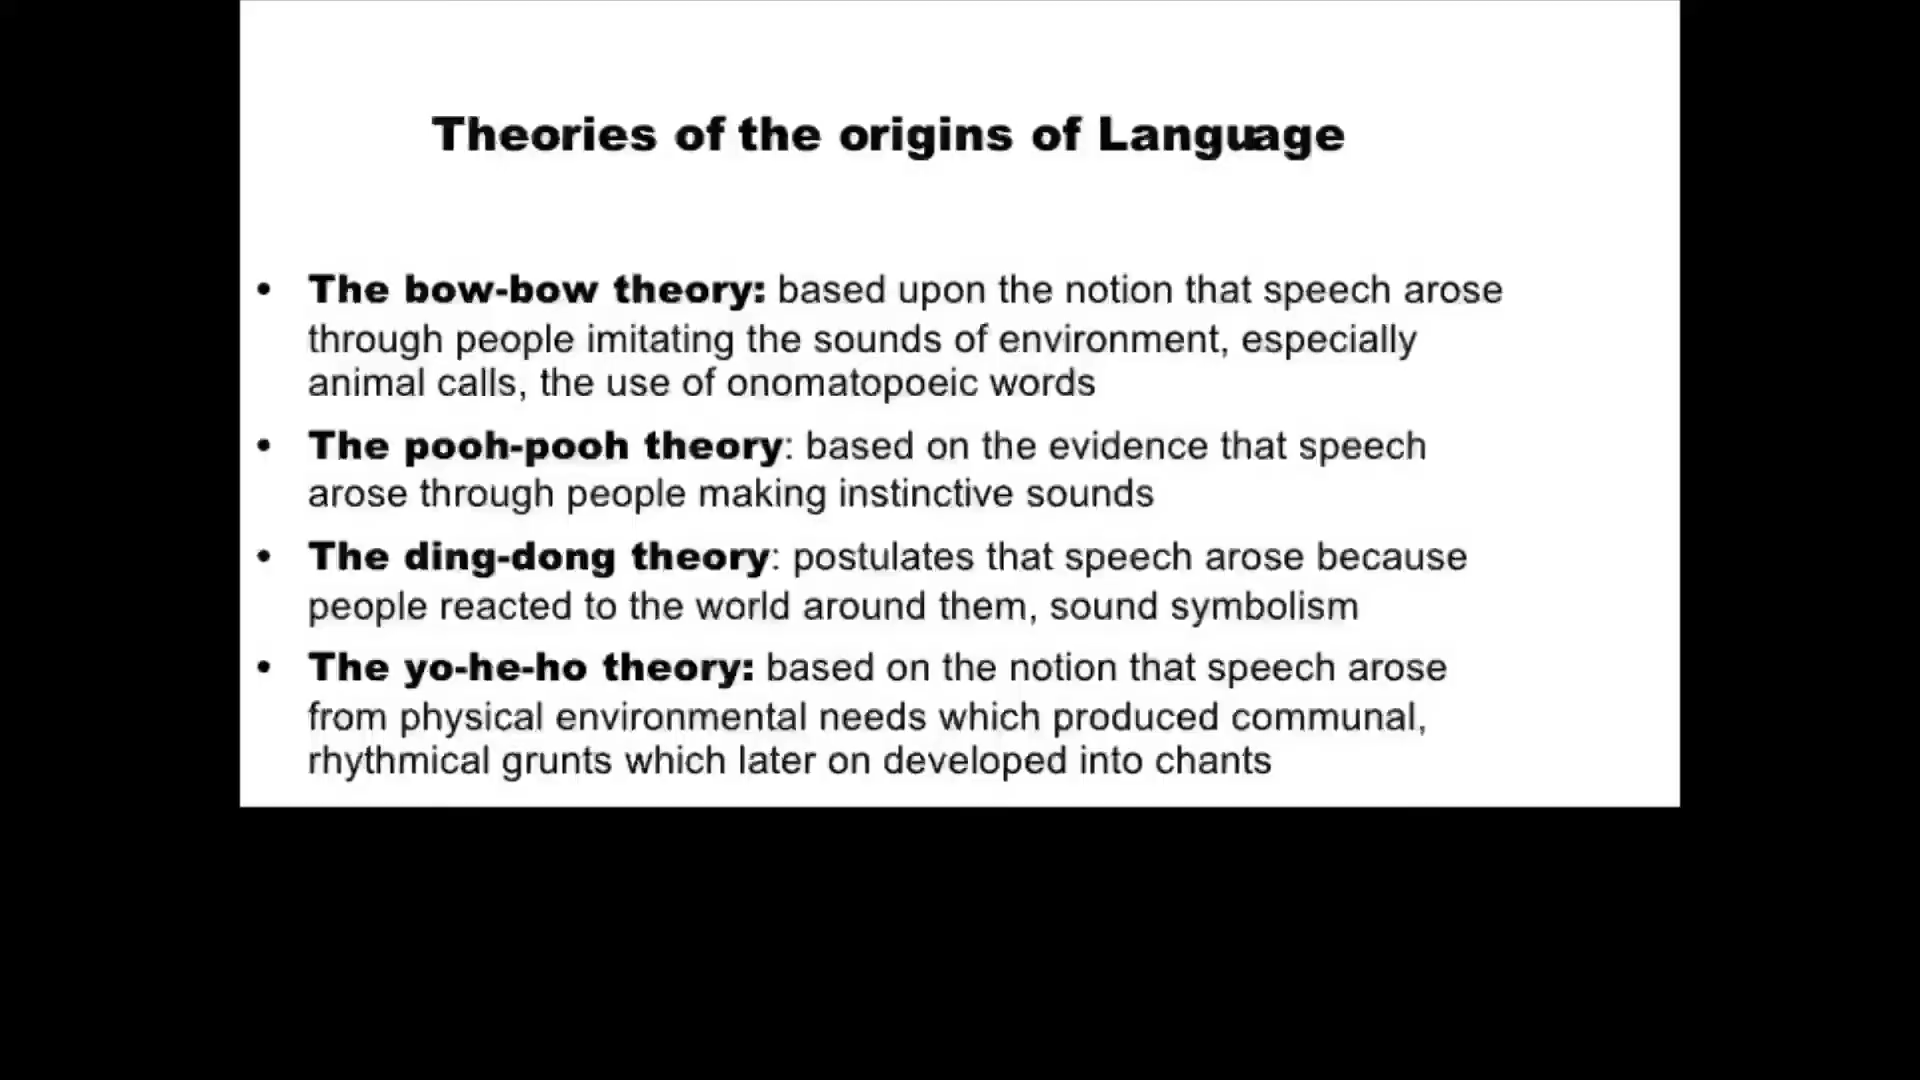 Theories of the origins of Language
• The bow-bow theory: based upon the notion that speech arose
through people imitating the sounds of environment, especially
animal calls, the use of onomatopoeic words
• The pooh-pooh theory: based on the evidence that speech
arose through people making instinctive sounds
• The ding-dong theory: postulates that speech arose because
people reacted to the world around them, sound symbolism
• The yo-he-ho theory: based on the notion that speech arose
from physical environmental needs which produced communal,
rhythmical grunts which later on developed into chants